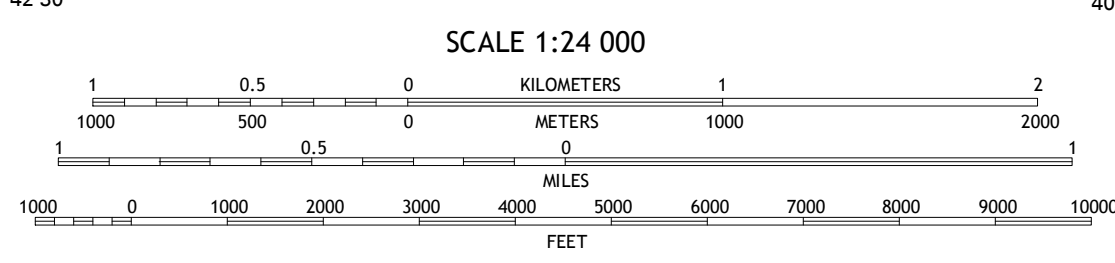 42'30"
40
SCALE 1:24 000
1 0.5 0 KILOMETERS 1 2
1000 500 0 METERS 1000 2000
1 0.5 0 1
MILES
1000 0 1000 2000 3000 4000 5000 6000 7000 8000 9000 10000
FEET